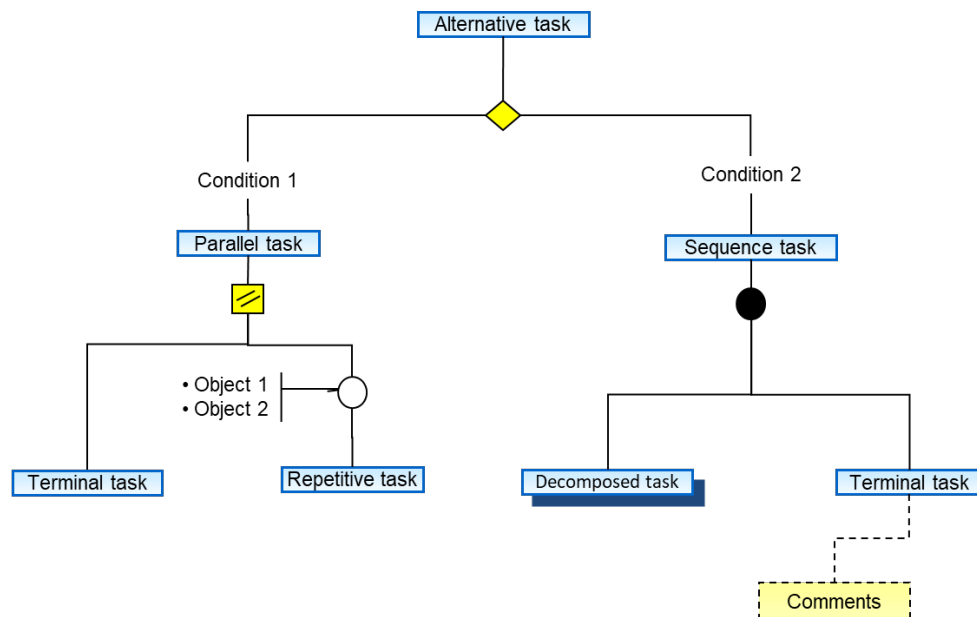 Alternative task
Condition 1
Condition 2
Parallel task
Sequence task
• Object 1
• Object 2
Terminal task
Repetitive task
Decomposed task
Terminal task
Comments